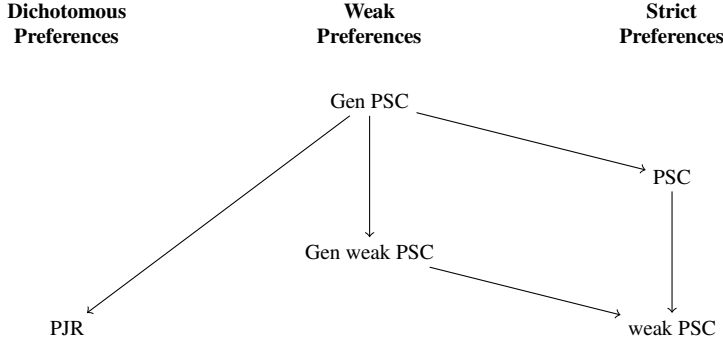 Dichotomous
Preferences
Weak
Preferences
Strict
Preferences
Gen PSC
PSC
Gen weak PSC
PJR
weak PSC